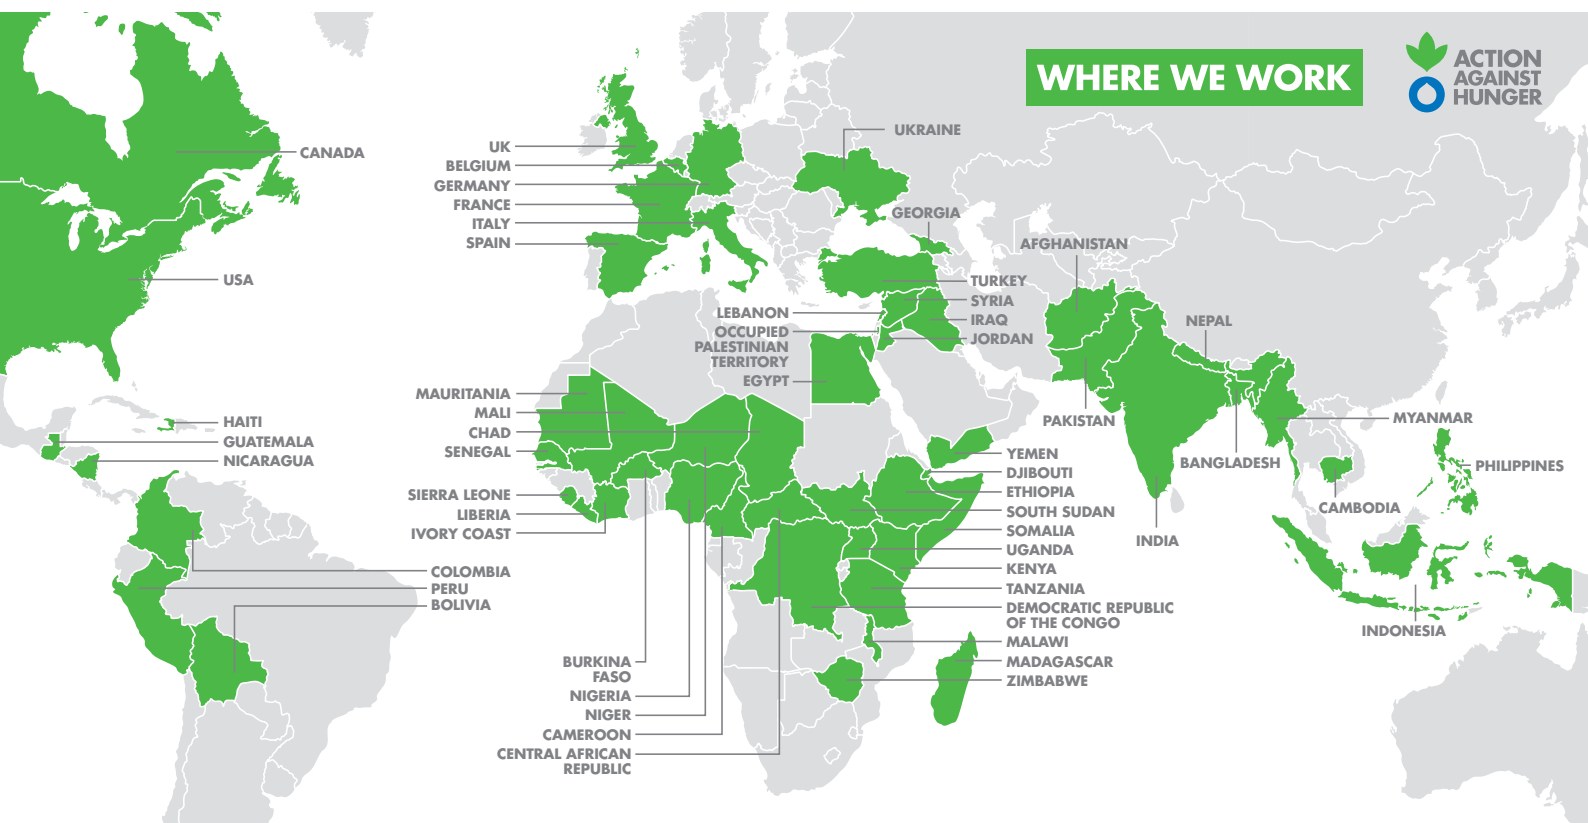 WHERE WE WORK
ACTION
AGAINST
HUNGER
CANADA
USA
HAITI
GUATEMALA
NICARAGUA
COLOMBIA
PERU
BOLIVIA
UK
BELGIUM
GERMANY
FRANCE
ITALY
SPAIN
UKRAINE
GEORGIA
AFGHANISTAN
TURKEY
SYRIA
IRAQ
JORDAN
LEBANON
OCCUPIED
PALESTINIAN
TERRITORY
EGYPT
MAURITANIA
MALI
CHAD
SENEGAL
SIERRA LEONE
LIBERIA
IVORY COAST
BURKINA
FASO
NIGERIA
NIGER
CAMEROON
CENTRAL AFRICAN
REPUBLIC
YEMEN
DJIBOUTI
ETHIOPIA
SOUTH SUDAN
SOMALIA
UGANDA
KENYA
TANZANIA
DEMOCRATIC REPUBLIC
OF THE CONGO
MALAWI
MADAGASCAR
ZIMBABWE
NEPAL
PAKISTAN
BANGLADESH
INDIA
MYANMAR
PHILIPPINES
CAMBODIA
INDONESIA